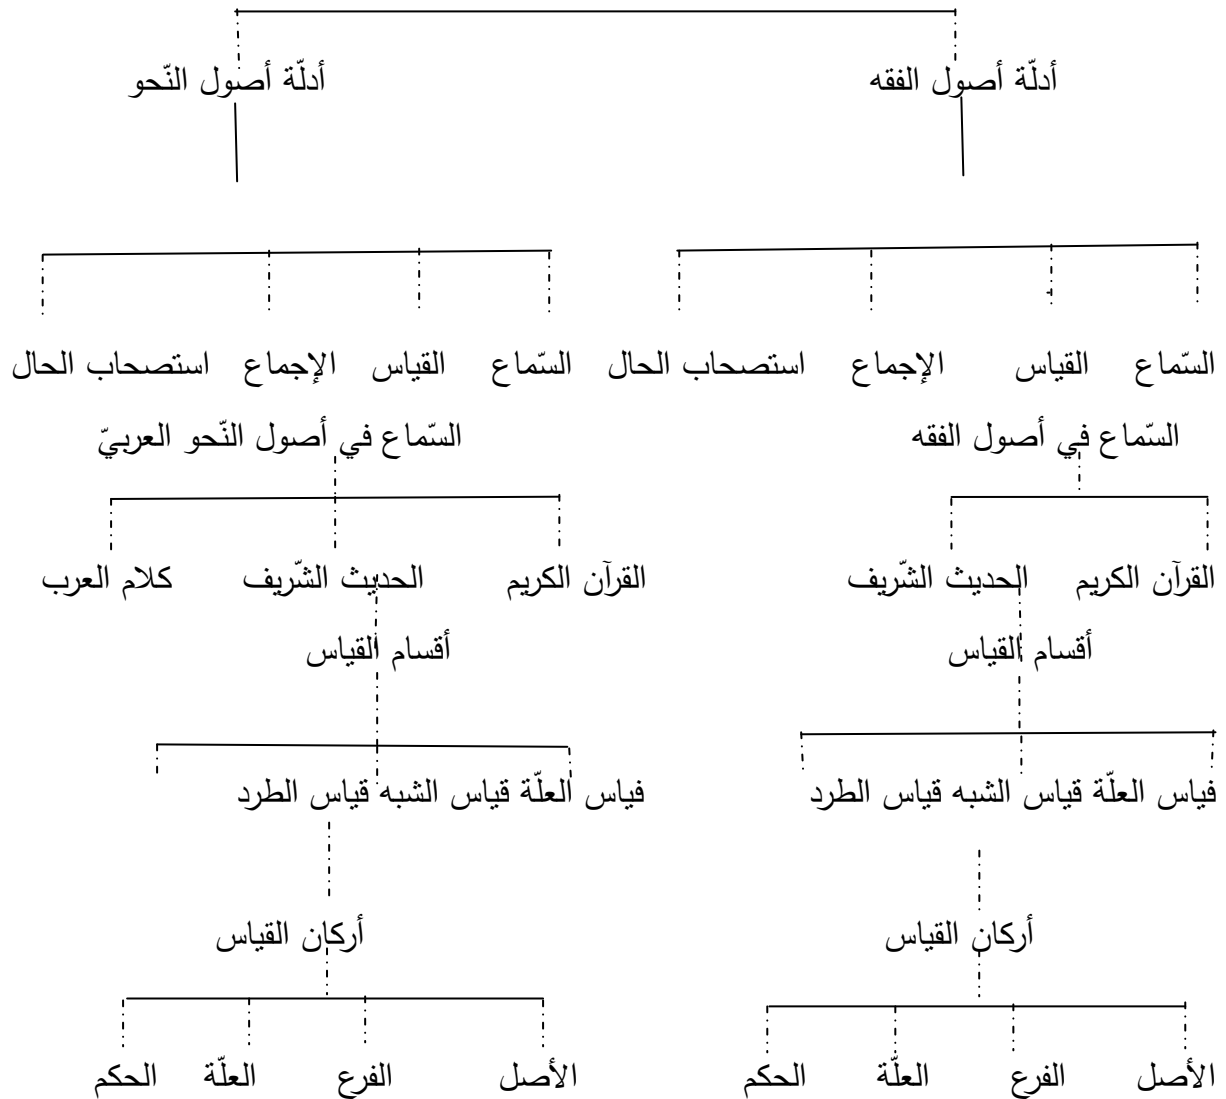 أدلّة أصول الفقه أدلّة أصول النّحو
السّماع القياس الإجماع استصحاب الحال السّماع القياس الإجماع استصحاب الحال
السّماع في أصول الفقه السّماع في أصول النّحو العربيّ
القرآن الكريم الحديث الشّريف القرآن الكريم الحديث الشّريف كلام العرب
أقسام القياس أقسام القياس
فياس العلّة قياس الشبه قياس الطرد فياس العلّة قياس الشبه قياس الطرد
أركان القياس أركان القياس
الأصل الفرع العلّة الحكم الأصل الفرع العلّة الحكم